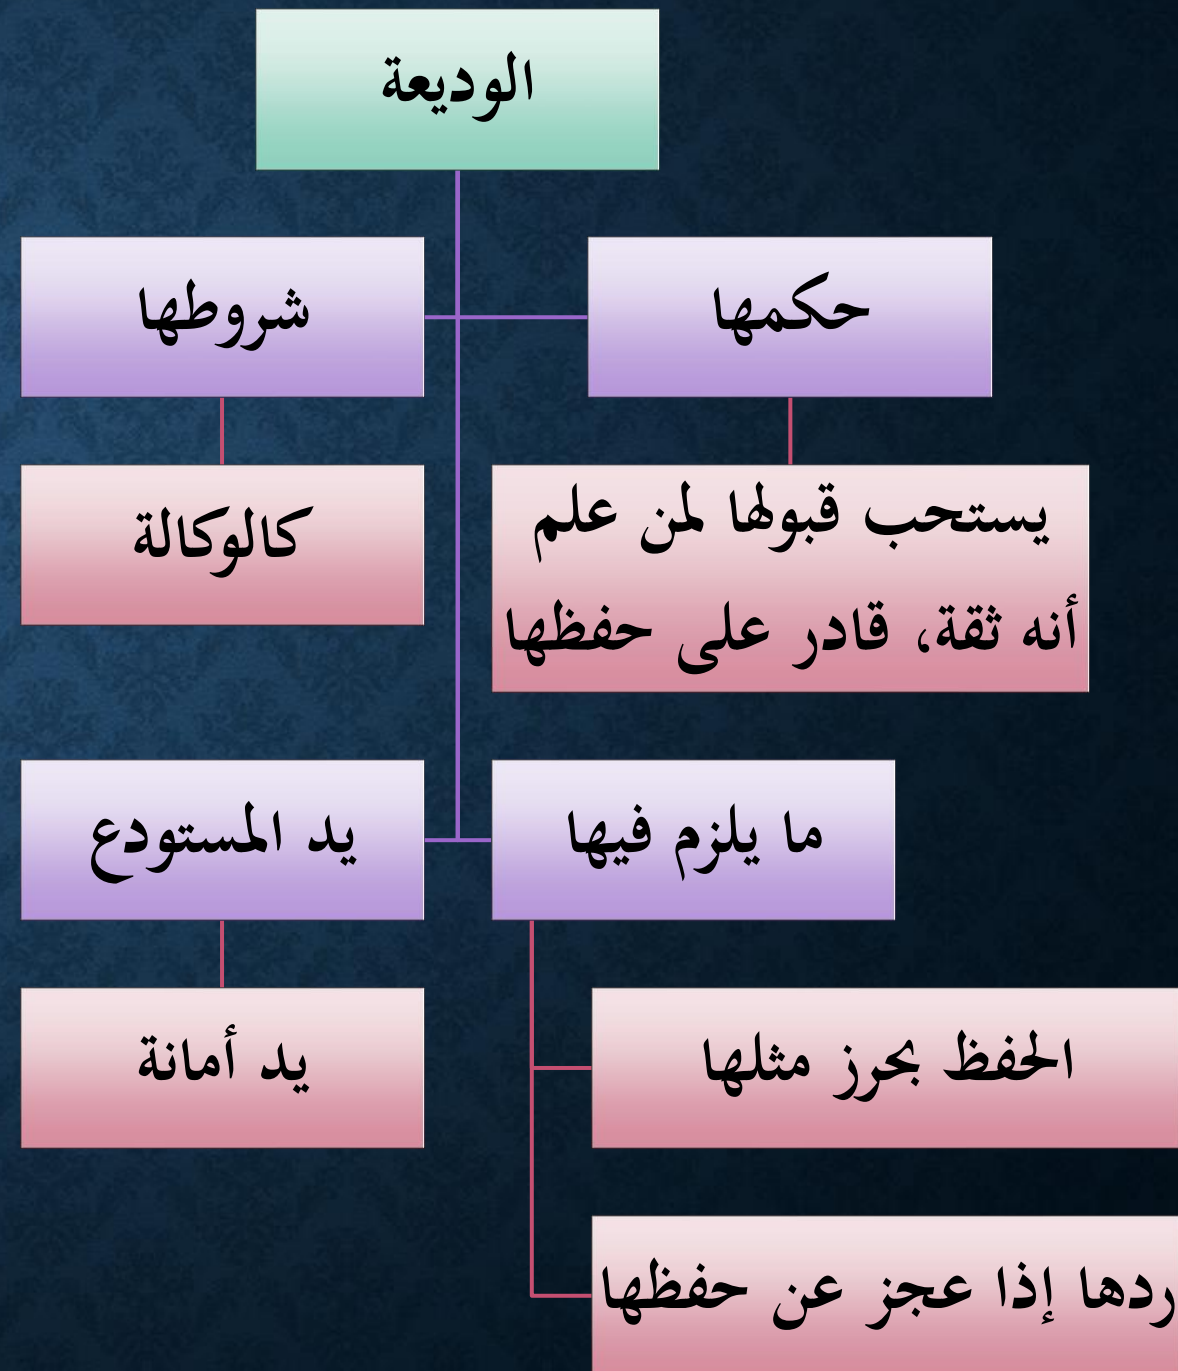 الوديعة
حكمها
شروطها
يستحب قبولها لمن علم
أنه ثقة، قادر على حفظها
كالوكالة
ما يلزم فيها
يد المستودع
الحفظ بحرز مثلها
يد أمانة
ردها إذا عجز عن حفظها